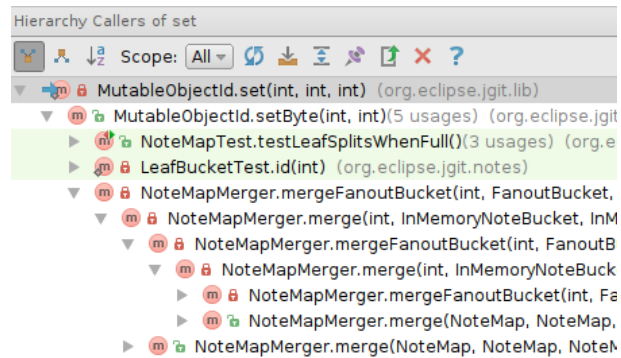 Hierarchy Callers of set
Scope: All
MutableObjectId.set(int, int, int) (org.eclipse.jgit.lib)
MutableObjectId.setByte(int, int)(5 usages) (org.eclipse.jgit
NoteMapTest.testLeafSplitsWhenFull()(3 usages) (org.e
LeafBucketTest.id(int) (org.eclipse.jgit.notes)
NoteMapMerger.mergeFanoutBucket(int, FanoutBucket,
NoteMapMerger.merge(int, InMemoryNoteBucket, InM
NoteMapMerger.mergeFanoutBucket(int, FanoutB
NoteMapMerger.merge(int, InMemoryNoteBuck
NoteMapMerger.mergeFanoutBucket(int, Fa
NoteMapMerger.merge(NoteMap, NoteMap,
NoteMapMerger.merge(NoteMap, NoteMap, NoteM